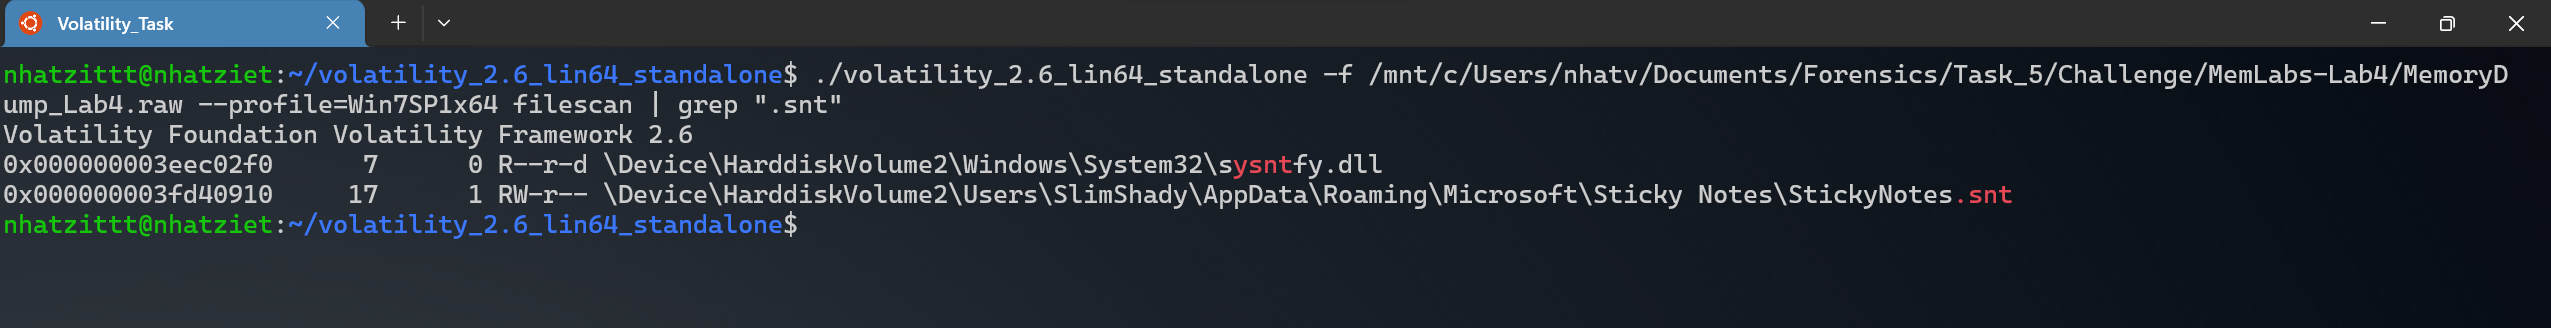 Volatility_Task
nhatzittt@nhatziet:~/volatility_2.6_lin64_standalone$ ./volatility_2.6_lin64_standalone -f /mnt/c/Users/nhatv/Documents/Forensics/Task_5/Challenge/MemLabs-Lab4/MemoryD
ump_Lab4.raw --profile=Win7SP1x64 filescan | grep ".snt"
Volatility Foundation Volatility Framework 2.6
0x000000003eec02f0      7      0 R--r-d \Device\HarddiskVolume2\Windows\System32\sysntfy.dll
0x000000003fd40910     17      1 RW-r-- \Device\HarddiskVolume2\Users\SlimShady\AppData\Roaming\Microsoft\Sticky Notes\StickyNotes.snt
nhatzittt@nhatziet:~/volatility_2.6_lin64_standalone$